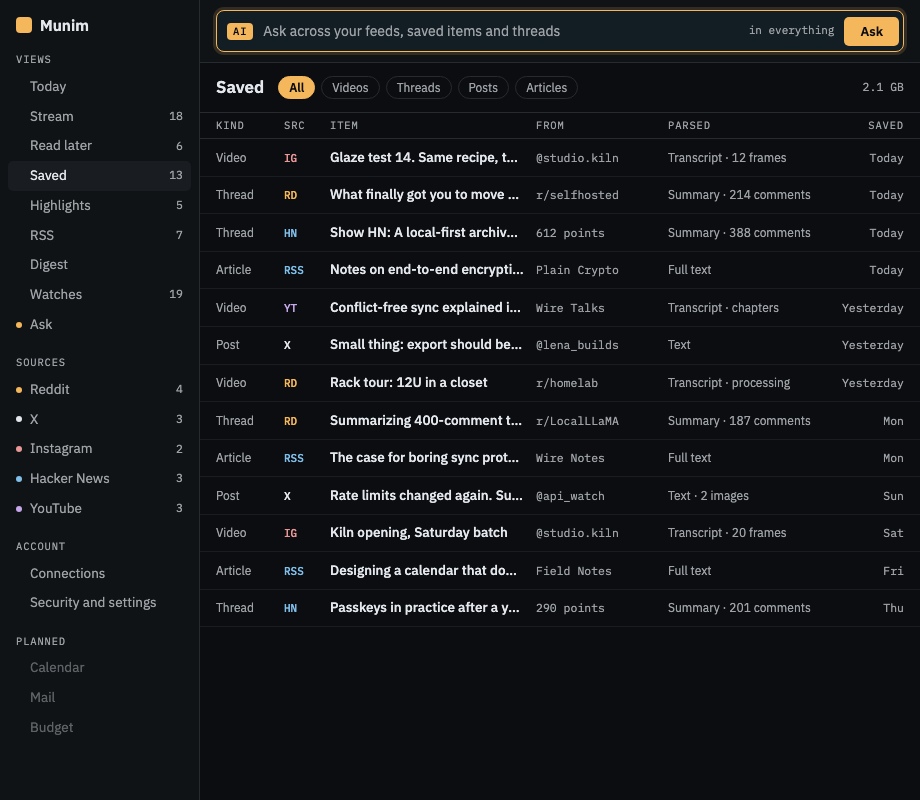 Munim
VIEWS
Today
Stream 18
Read later 6
Saved 13
Highlights 5
RSS 7
Digest
Watches 19
Ask
SOURCES
Reddit 4
X 3
Instagram 2
Hacker News 3
YouTube 3
ACCOUNT
Connections
Security and settings
PLANNED
Calendar
Mail
Budget
AI Ask across your feeds, saved items and threads in everything Ask
Saved All Videos Threads Posts Articles 2.1 GB
KIND SRC ITEM FROM PARSED SAVED
Video IG Glaze test 14. Same recipe, t... @studio.kiln Transcript · 12 frames Today
Thread RD What finally got you to move ... r/selfhosted Summary · 214 comments Today
Thread HN Show HN: A local-first archiv... 612 points Summary · 388 comments Today
Article RSS Notes on end-to-end encrypti... Plain Crypto Full text Today
Video YT Conflict-free sync explained i... Wire Talks Transcript · chapters Yesterday
Post X Small thing: export should be... @lena_builds Text Yesterday
Video RD Rack tour: 12U in a closet r/homelab Transcript · processing Yesterday
Thread RD Summarizing 400-comment t... r/LocalLLaMA Summary · 187 comments Mon
Article RSS The case for boring sync prot... Wire Notes Full text Mon
Post X Rate limits changed again. Su... @api_watch Text · 2 images Sun
Video IG Kiln opening, Saturday batch @studio.kiln Transcript · 20 frames Sat
Article RSS Designing a calendar that do... Field Notes Full text Fri
Thread HN Passkeys in practice after a y... 290 points Summary · 201 comments Thu